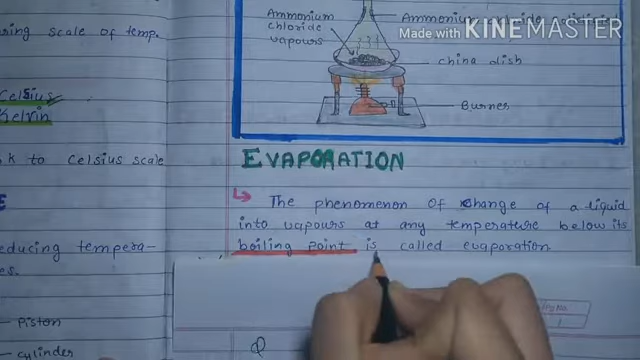 Ammonium
chloride
vapours
Ammonium
china dish
Burner
Made with KINEMASTER
ring scale of temp.
Celsius
Kelvin
k to celsius scale
educing tempera-
es.
Piston
cylinder
EVAPORATION
The phenomenon of change of a liquid
into vapours at any temperature below its
boiling point is called evaporation